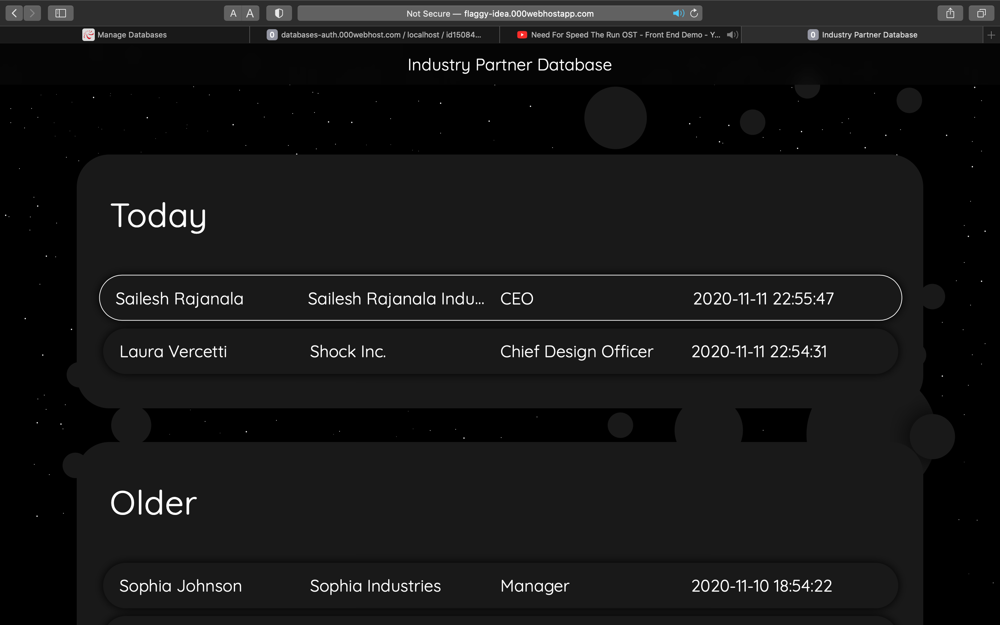 A A Not Secure — flaggy-idea.000webhostapp.com
Manage Databases 0 databases-auth.000webhost.com / localhost / id15084... Need For Speed The Run OST - Front End Demo - Y... 0 Industry Partner Database
Industry Partner Database
Today
Sailesh Rajanala Sailesh Rajanala Indu... CEO 2020-11-11 22:55:47
Laura Vercetti Shock Inc. Chief Design Officer 2020-11-11 22:54:31
Older
Sophia Johnson Sophia Industries Manager 2020-11-10 18:54:22